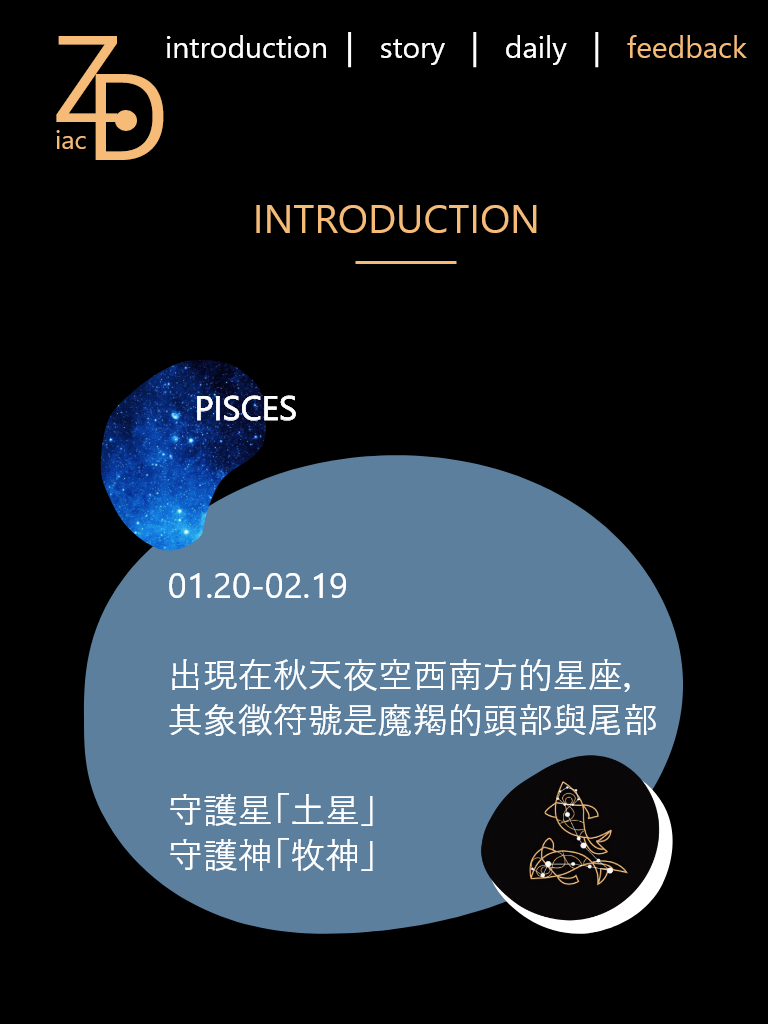 ZD
iac
introduction | story | daily | feedback
INTRODUCTION
PISCES
01.20-02.19
出現在秋天夜空西南方的星座,
其象徵符號是魔羯的頭部與尾部
守護星「土星」
守護神「牧神」